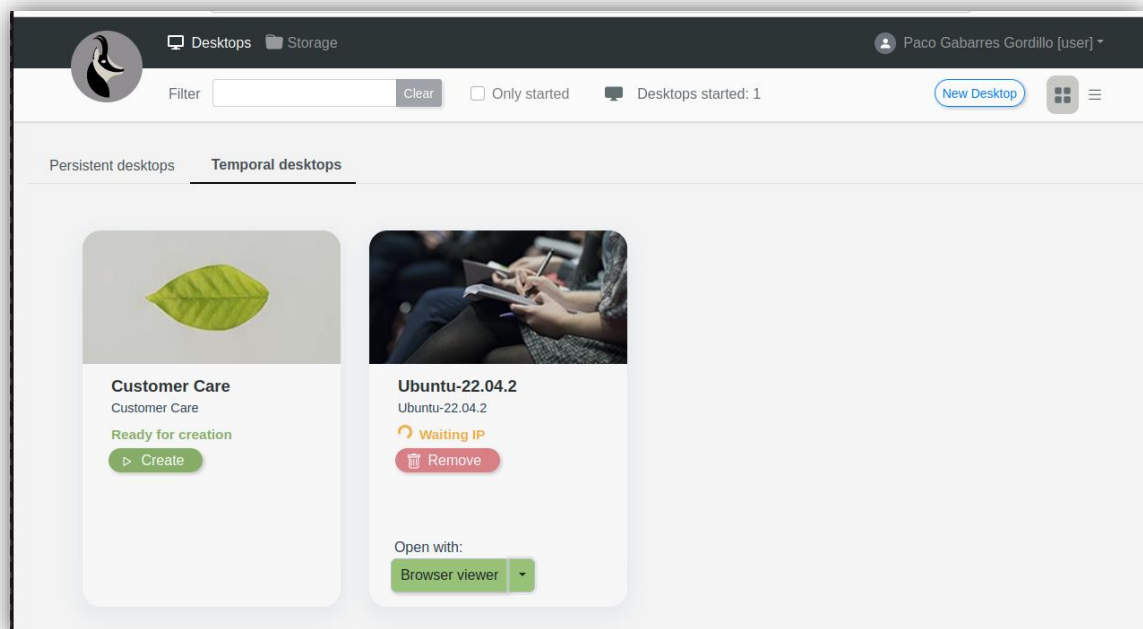 Desktops Storage Paco Gabarres Gordillo [user]
Filter Clear Only started Desktops started: 1 New Desktop
Persistent desktops Temporal desktops
Customer Care
Customer Care
Ready for creation
Create
Ubuntu-22.04.2
Ubuntu-22.04.2
Waiting IP
Remove
Open with:
Browser viewer